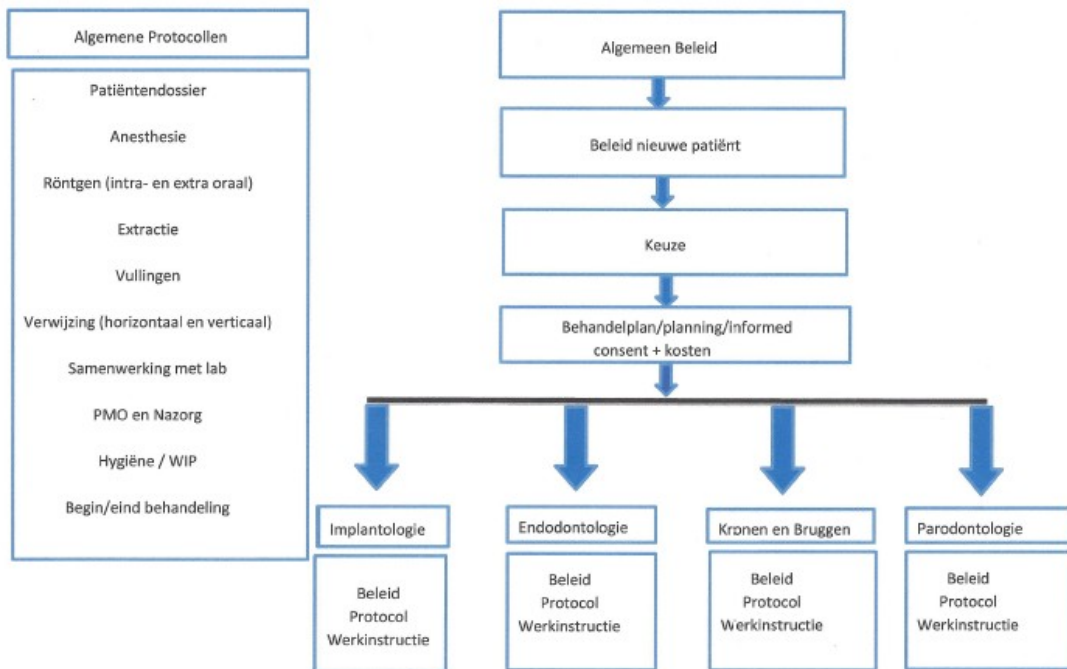 Algemene Protocollen
Patiëntendossier
Anesthesie
Röntgen (intra- en extra oraal)
Extractie
Vullingen
Verwijzing (horizontaal en verticaal)
Samenwerking met lab
PMO en Nazorg
Hygiëne / WIP
Begin/eind behandeling
Algemeen Beleid
Beleid nieuwe patiënt
Keuze
Behandelplan/planning/informed
consent + kosten
Implantologie
Beleid
Protocol
Werkinstructie
Endodontologie
Beleid
Protocol
Werkinstructie
Kronen en Bruggen
Beleid
Protocol
Werkinstructie
Parodontologie
Beleid
Protocol
Werkinstructie